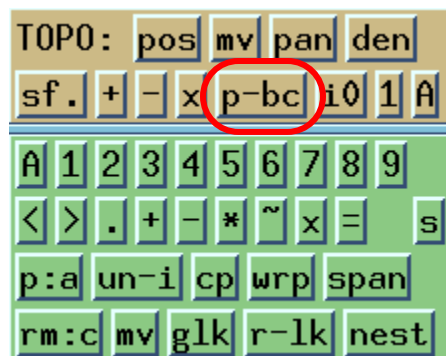 TOPO: pos mv pan den
sf. + - x p-bc i0 1 A
A 1 2 3 4 5 6 7 8 9
< > . + - * ~ x = s
p:a un-i cp wrp span
rm:c mv glk r-lk nest